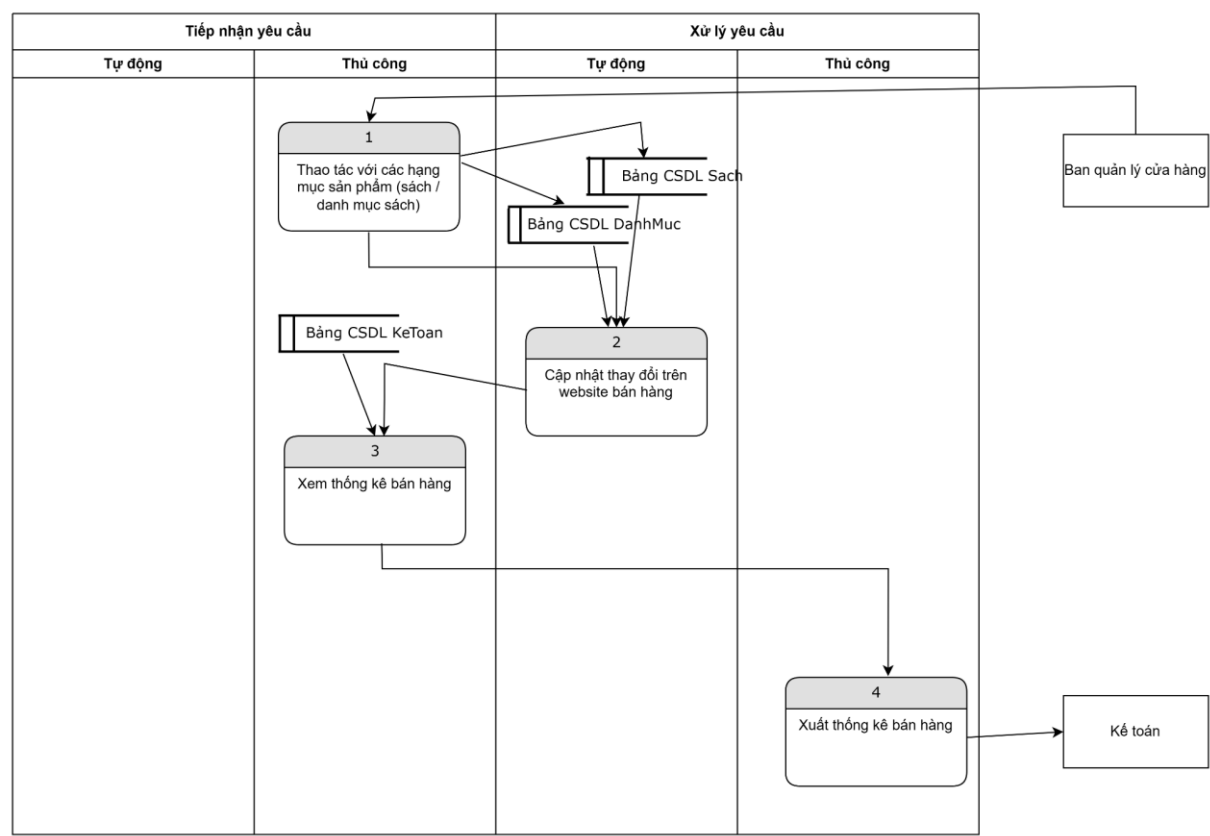 Tiếp nhận yêu cầu
Xử lý yêu cầu
Tự động
Thủ công
Tự động
Thủ công
1
Thao tác với các hạng
mục sản phẩm (sách /
danh mục sách)
Bảng CSDL Sach
Ban quản lý cửa hàng
Bảng CSDL DanhMuc
Bảng CSDL KeToan
2
Cập nhật thay đổi trên
website bán hàng
3
Xem thống kê bán hàng
4
Xuất thống kê bán hàng
Kế toán